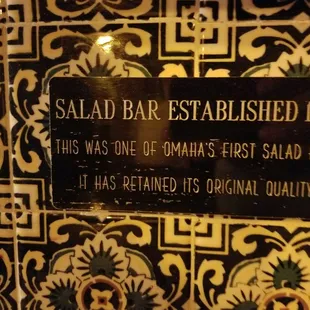 SALAD BAR ESTABLISHED
THIS WAS ONE OF OMAHA'S FIRST SALAD
IT HAS RETAINED ITS ORIGINAL QUALITY